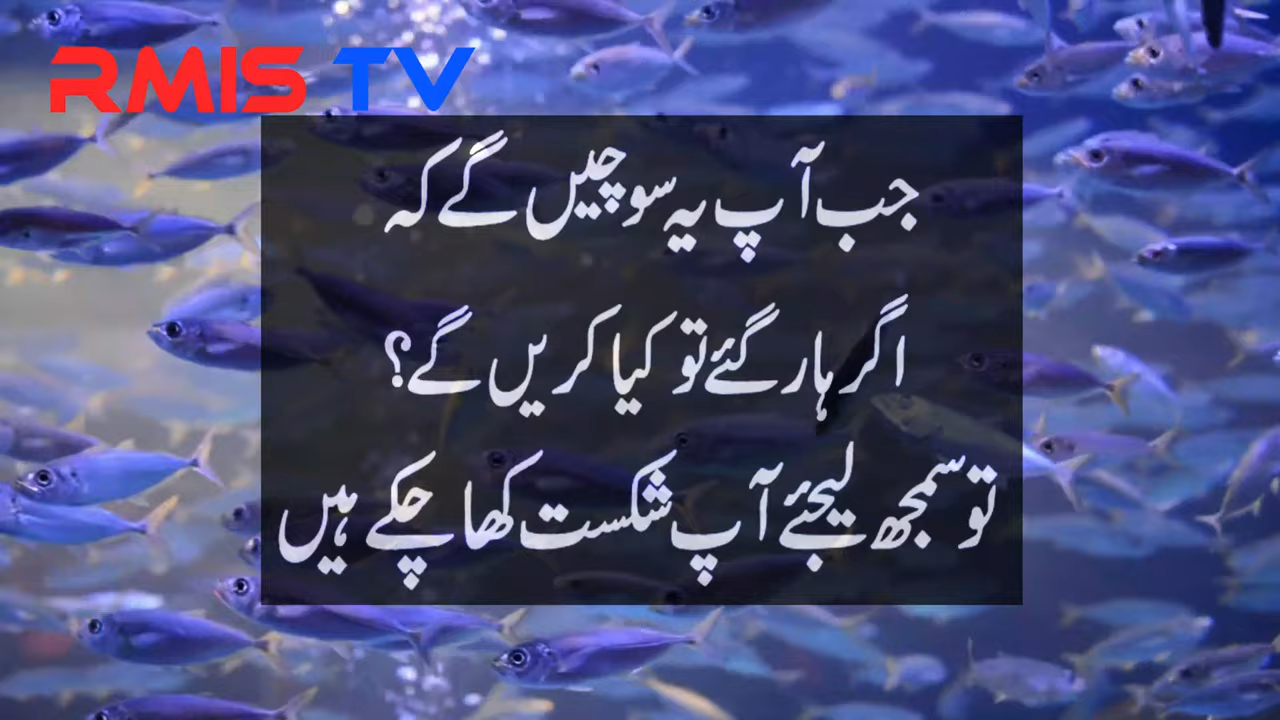 RMIS TV
جب آپ یہ سوچیں گے کہ
اگر ہار گئے تو کیا کریں گے؟
تو سمجھ لیجئے آپ شکست کھا چکے ہیں